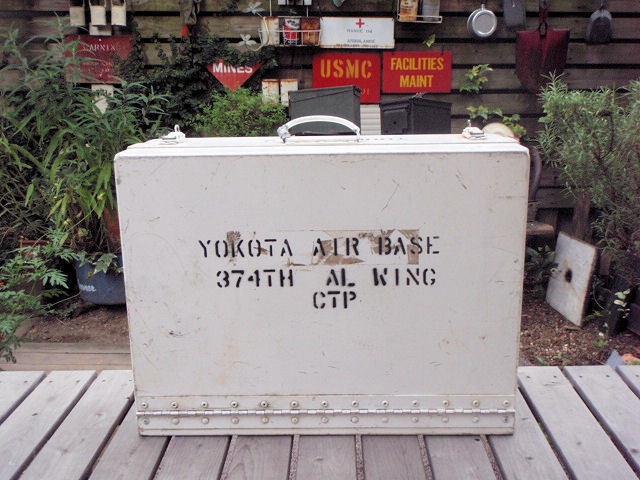 MINES
USMC
FACILITIES
MAINT
YOKOTA AIR BASE
374TH AL WING
CTP